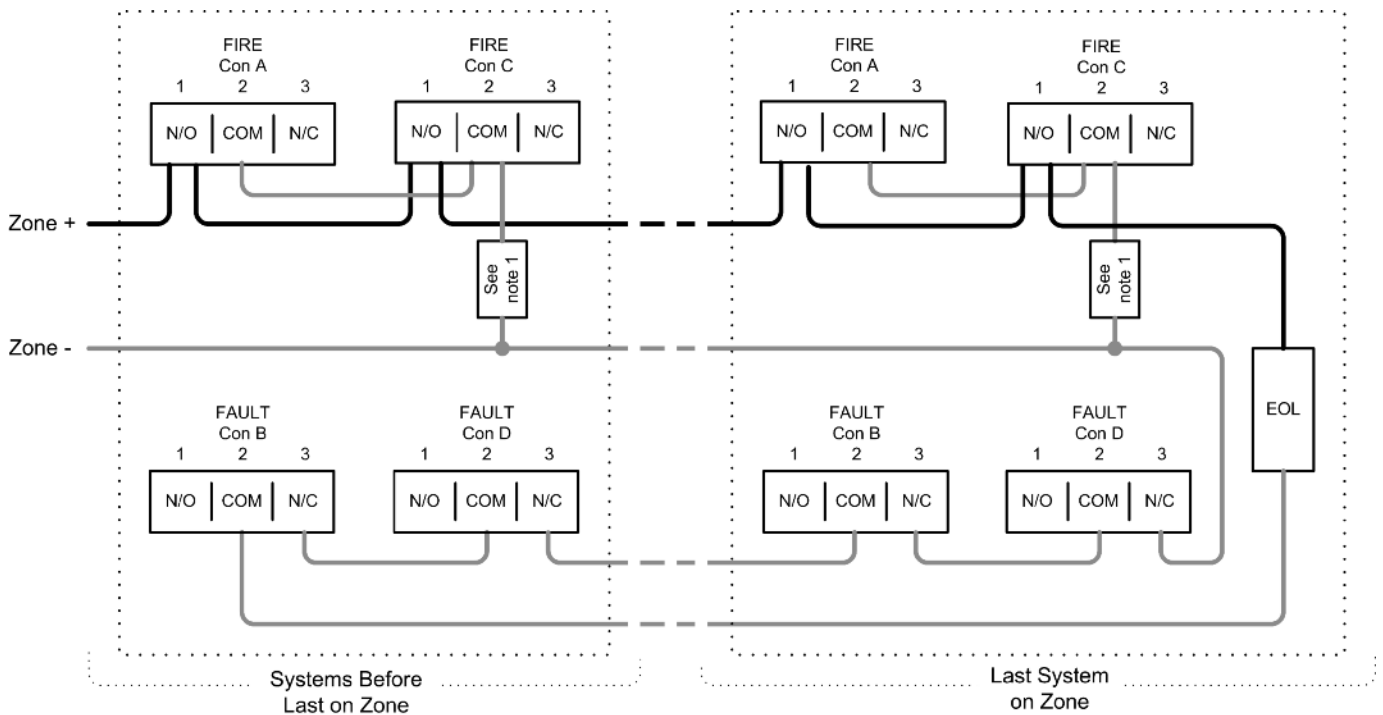 FIRE
Con A
1 2 3
N/O COM N/C
FIRE
Con C
1 2 3
N/O COM N/C
FIRE
Con A
1 2 3
N/O COM N/C
FIRE
Con C
1 2 3
N/O COM N/C
Zone +
See
note 1
See
note 1
Zone -
FAULT
Con B
1 2 3
N/O COM N/C
FAULT
Con D
1 2 3
N/O COM N/C
FAULT
Con B
1 2 3
N/O COM N/C
FAULT
Con D
1 2 3
N/O COM N/C
EOL
Systems Before
Last on Zone
Last System
on Zone